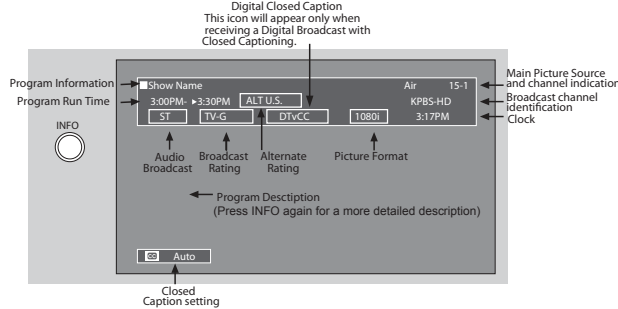 Digital Closed Caption
This icon will appear only when
receiving a Digital Broadcast with
Closed Captioning.
Program Information
Show Name
Air 15-1
Main Picture Source
and channel indication
Program Run Time
3:00PM- ►3:30PM
ALT U.S.
KPBS-HD
Broadcast channel
identification
ST
TV-G
DTvCC
1080i
3:17PM
Clock
INFO
Audio
Broadcast
Broadcast
Rating
Alternate
Rating
Picture Format
Program Desctiption
(Press INFO again for a more detailed description)
CC Auto
Closed
Caption setting